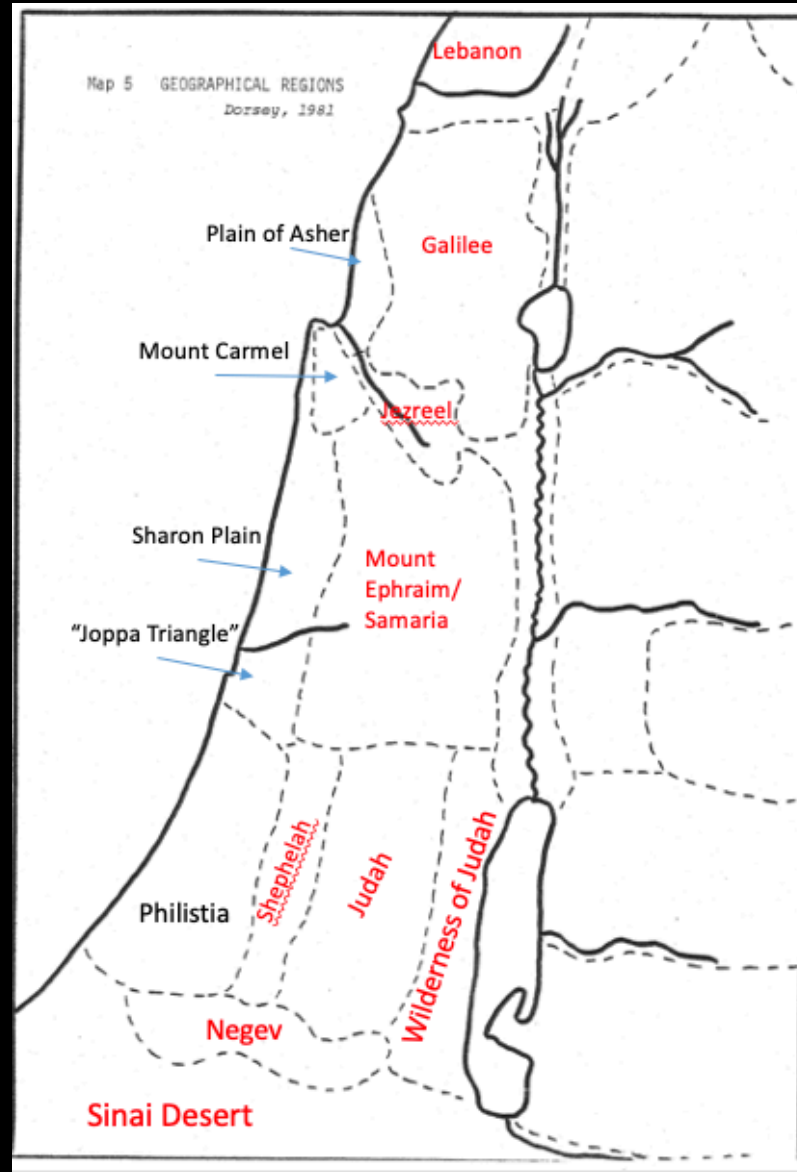 Lebanon
Map 5 GEOGRAPHICAL REGIONS
Dorsey, 1981
Plain of Asher
Galilee
Mount Carmel
Jezreel
Sharon Plain
Mount
Ephraim/
Samaria
“Joppa Triangle”
Shephelah
Judah
Wilderness of Judah
Philistia
Negev
Sinai Desert